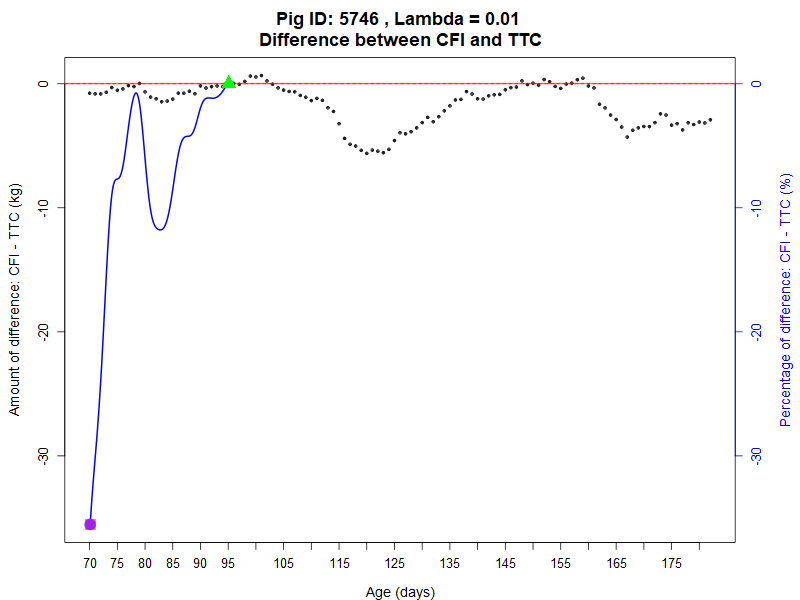 Pig ID: 5746 , Lambda = 0.01
Difference between CFI and TTC
Amount of difference: CFI - TTC (kg)
0
-10
-20
-30
0
-10
-20
-30
Percentage of difference: CFI - TTC (%)
70 75 80 85 90 95 105 115 125 135 145 155 165 175
Age (days)